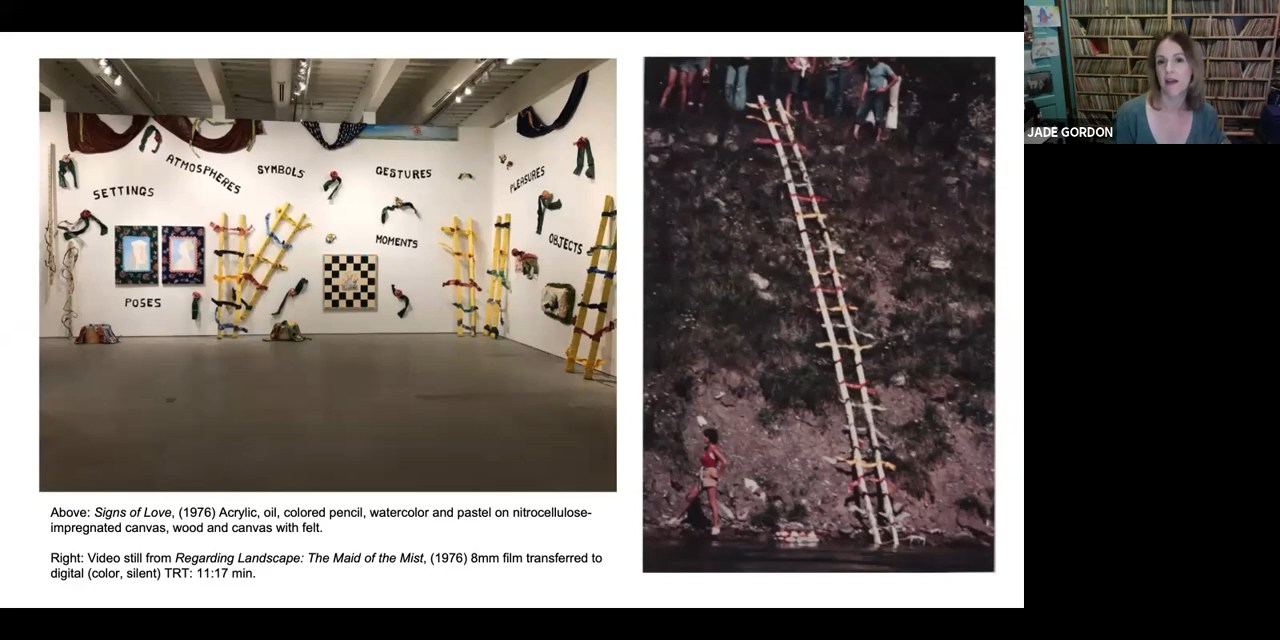 SETTINGS
ATMOSPHERES
SYMBOLS
GESTURES
PLEASURES
MOMENTS
OBJECTS
POSES
Above: Signs of Love, (1976) Acrylic, oil, colored pencil, watercolor and pastel on nitrocellulose-
impregnated canvas, wood and canvas with felt.
Right: Video still from Regarding Landscape: The Maid of the Mist, (1976) 8mm film transferred to
digital (color, silent) TRT: 11:17 min.
JADE GORDON